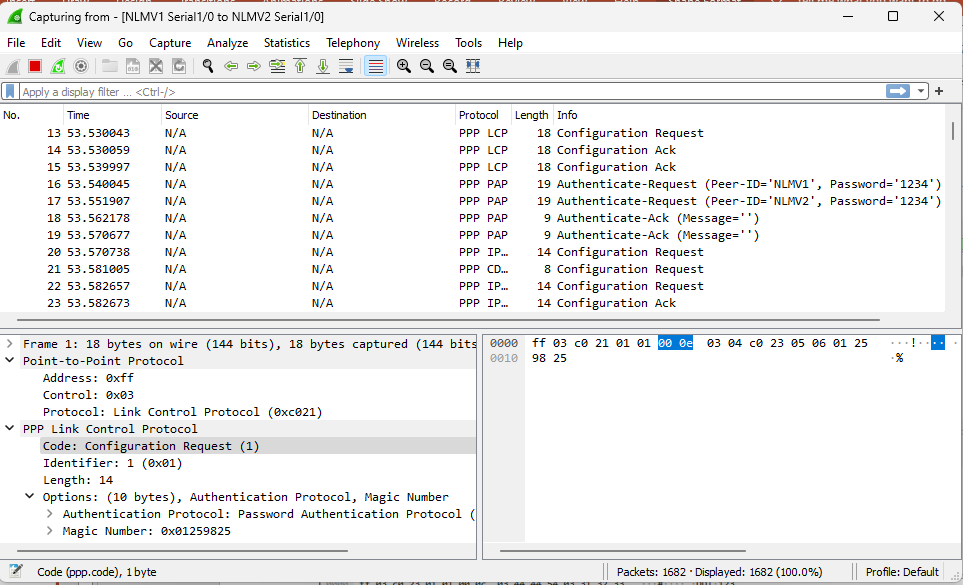 Capturing from - [NLMV1 Serial1/0 to NLMV2 Serial1/0]
File Edit View Go Capture Analyze Statistics Telephony Wireless Tools Help
Apply a display filter ... <Ctrl-/>
No. Time Source Destination Protocol Length Info
13 53.530043 N/A N/A PPP LCP 18 Configuration Request
14 53.530059 N/A N/A PPP LCP 18 Configuration Ack
15 53.539997 N/A N/A PPP LCP 18 Configuration Ack
16 53.540045 N/A N/A PPP PAP 19 Authenticate-Request (Peer-ID='NLMV1', Password='1234')
17 53.551907 N/A N/A PPP PAP 19 Authenticate-Request (Peer-ID='NLMV2', Password='1234')
18 53.562178 N/A N/A PPP PAP 9 Authenticate-Ack (Message='')
19 53.570677 N/A N/A PPP PAP 9 Authenticate-Ack (Message='')
20 53.570738 N/A N/A PPP IP… 14 Configuration Request
21 53.581005 N/A N/A PPP CD… 8 Configuration Request
22 53.582657 N/A N/A PPP IP… 14 Configuration Request
23 53.582673 N/A N/A PPP IP… 14 Configuration Ack
Frame 1: 18 bytes on wire (144 bits), 18 bytes captured (144 bits
Point-to-Point Protocol
Address: 0xff
Control: 0x03
Protocol: Link Control Protocol (0xc021)
PPP Link Control Protocol
Code: Configuration Request (1)
Identifier: 1 (0x01)
Length: 14
Options: (10 bytes), Authentication Protocol, Magic Number
Authentication Protocol: Password Authentication Protocol (
Magic Number: 0x01259825
0000 ff 03 c0 21 01 01 00 0e 03 04 c0 23 05 06 01 25 ···!·· ·· ·
0010 98 25 ·%
Code (ppp.code), 1 byte
Packets: 1682 · Displayed: 1682 (100.0%)
Profile: Default